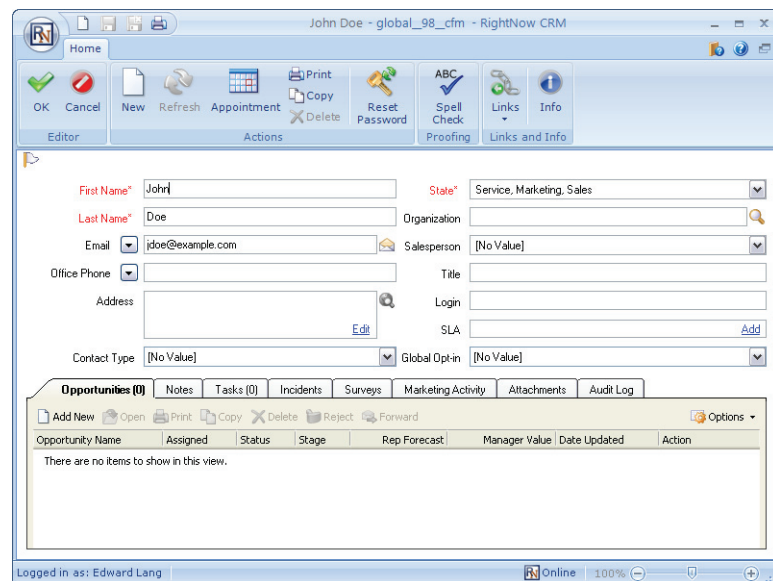 John Doe - global_98_cfm - RightNow CRM
RN
Home
OK Cancel New Refresh Appointment Print Copy Delete Reset Password ABC Spell Check Links Info
Editor Actions Proofing Links and Info
First Name* John State* Service, Marketing, Sales
Last Name* Doe Organization
Email jdoe@example.com Salesperson [No Value]
Office Phone Title
Address Login
Edit SLA Add
Contact Type [No Value] Global Opt-in [No Value]
Opportunities (0) Notes Tasks (0) Incidents Surveys Marketing Activity Attachments Audit Log
Add New Open Print Copy Delete Reject Forward Options
Opportunity Name Assigned Status Stage Rep Forecast Manager Value Date Updated Action
There are no items to show in this view.
Logged in as: Edward Lang RN Online 100%